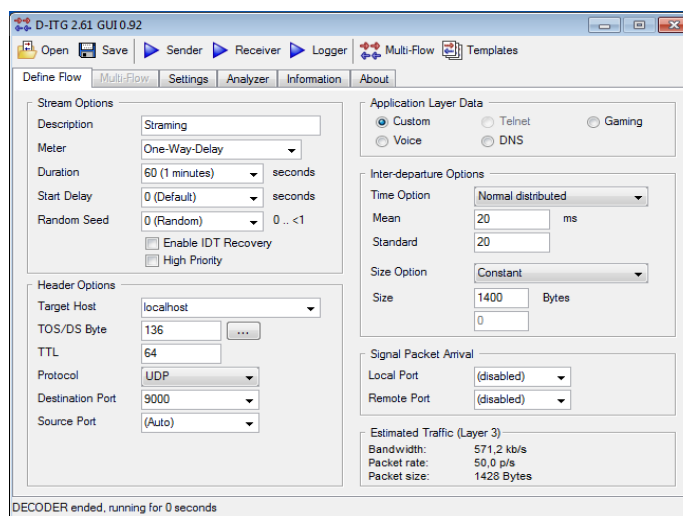 D-ITG 2.61 GUI 0.92
Open Save Sender Receiver Logger Multi-Flow Templates
Define Flow Multi-Flow Settings Analyzer Information About
Stream Options
Description Straming
Meter One-Way-Delay
Duration 60 (1 minutes) seconds
Start Delay 0 (Default) seconds
Random Seed 0 (Random) 0 .. <1
Enable IDT Recovery
High Priority
Header Options
Target Host localhost
TOS/DS Byte 136 ...
TTL 64
Protocol UDP
Destination Port 9000
Source Port (Auto)
Application Layer Data
Custom Telnet Gaming
Voice DNS
Inter-departure Options
Time Option Normal distributed
Mean 20 ms
Standard 20
Size Option Constant
Size 1400 Bytes
0
Signal Packet Arrival
Local Port (disabled)
Remote Port (disabled)
Estimated Traffic (Layer 3)
Bandwidth: 571,2 kb/s
Packet rate: 50,0 p/s
Packet size: 1428 Bytes
DECODER ended, running for 0 seconds